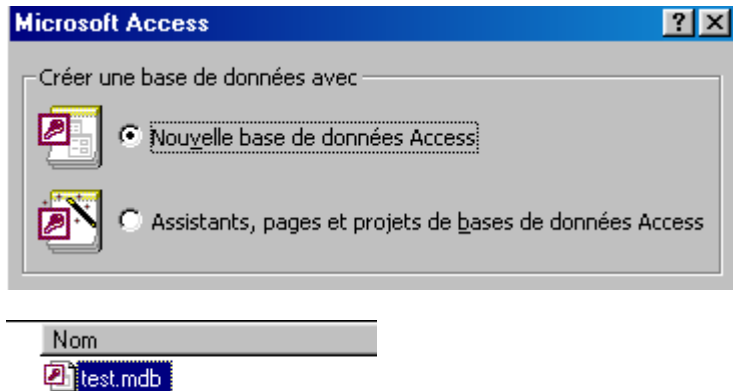 Microsoft Access
Créer une base de données avec
Nouvelle base de données Access
Assistants, pages et projets de bases de données Access
Nom
test.mdb